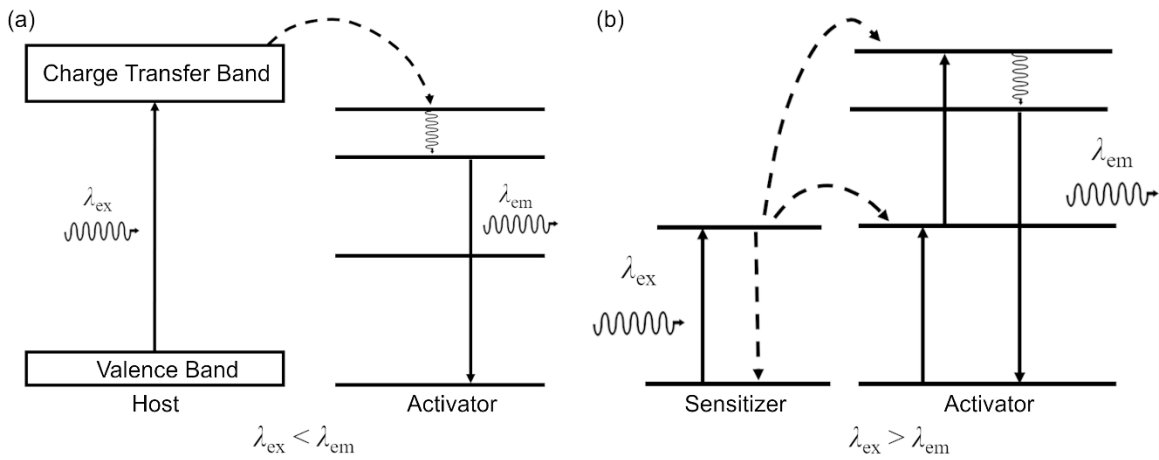 (a)
Charge Transfer Band
λex
λem
Valence Band
Host
Activator
λex < λem
(b)
λem
λex
Sensitizer
Activator
λex > λem